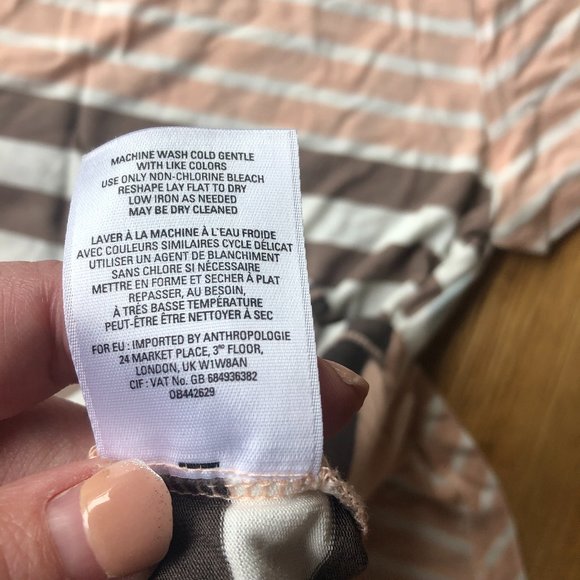 MACHINE WASH COLD GENTLE
WITH LIKE COLORS
USE ONLY NON-CHLORINE BLEACH
RESHAPE LAY FLAT TO DRY
LOW IRON AS NEEDED
MAY BE DRY CLEANED
LAVER À LA MACHINE À L'EAU FROIDE
AVEC COULEURS SIMILAIRES CYCLE DÉLICAT
UTILISER UN AGENT DE BLANCHIMENT
SANS CHLORE SI NÉCESSAIRE
METTRE EN FORME ET SECHER À PLAT
REPASSER, AU BESOIN,
À TRÈS BASSE TEMPÉRATURE
PEUT-ÊTRE ÊTRE NETTOYER À SEC
FOR EU : IMPORTED BY ANTHROPOLOGIE
24 MARKET PLACE, 3RD FLOOR,
LONDON, UK W1W8AN
CIF: VAT No. GB 684936382
OB442629